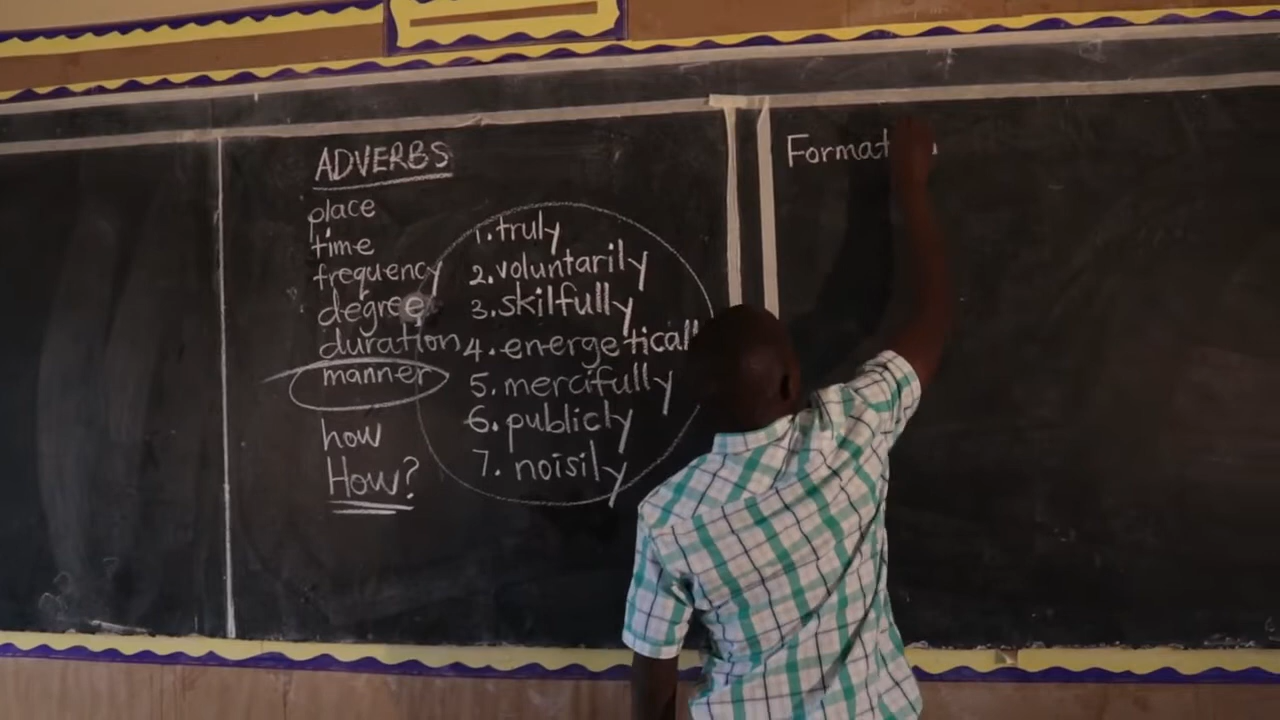 ADVERBS
place
time
frequency
degree
duration
manner
how
How?
1. truly
2. voluntarily
3. skilfully
4. energeticall
5. mercifully
6. publicly
7. noisily
Format